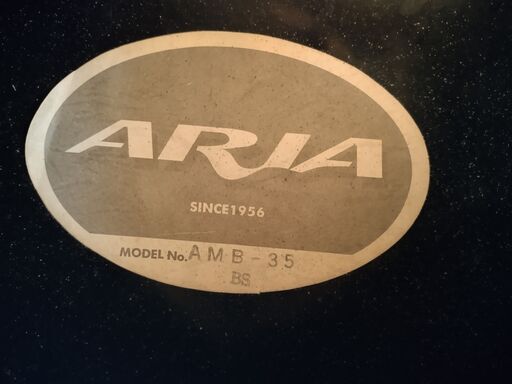 ARIA
SINCE1956
MODEL No. AMB-35
BS